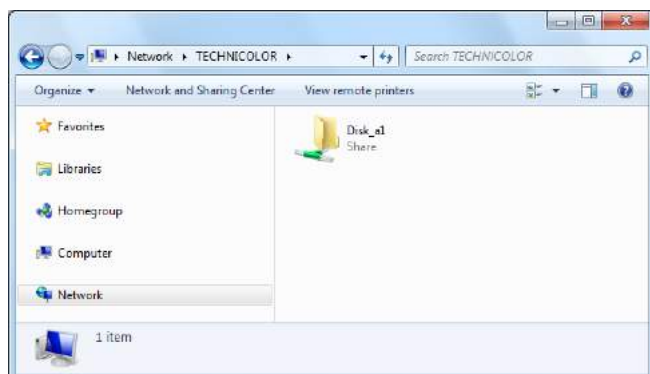 Network ▸ TECHNICOLOR ▸
Search TECHNICOLOR
Organize ▾ Network and Sharing Center View remote printers
Favorites
Libraries
Homegroup
Computer
Network
Disk_a1
Share
1 item